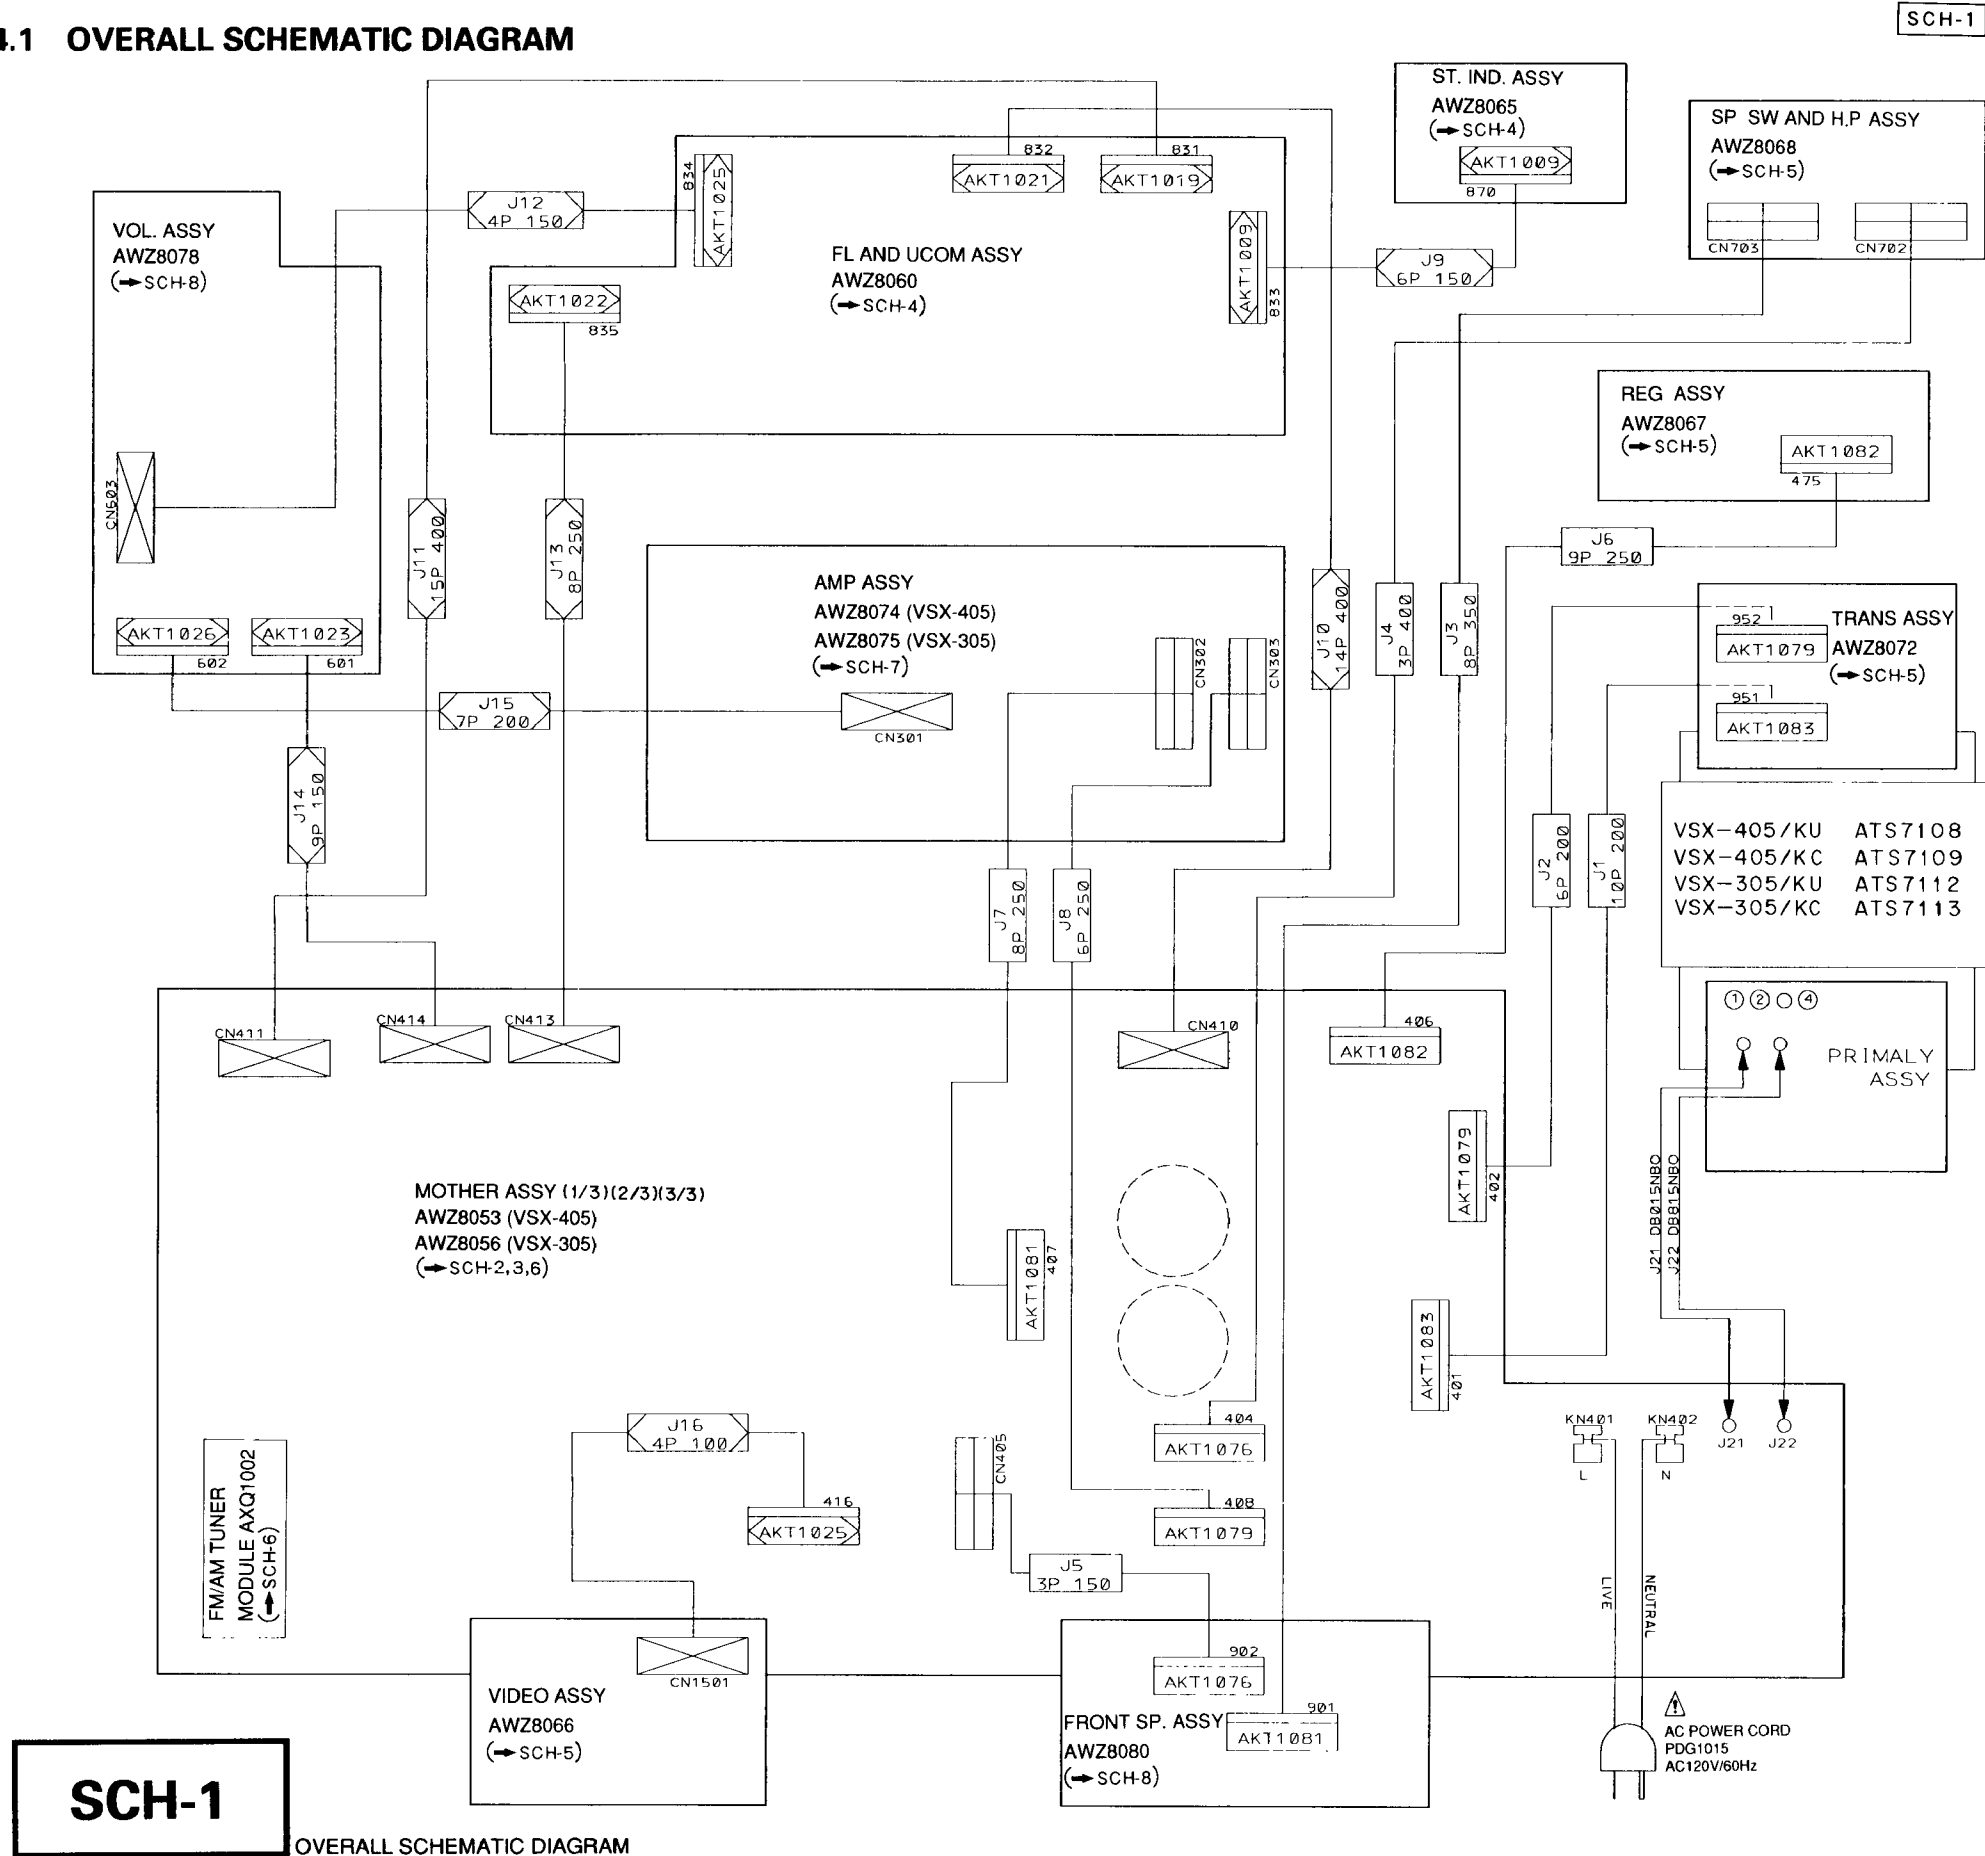 4.1 OVERALL SCHEMATIC DIAGRAM
SCH-1
ST. IND. ASSY
AWZ8065
(→SCH-4)
AKT1009
870
SP SW AND H.P ASSY
AWZ8068
(→SCH-5)
CN703
CN702
832
AKT1021
831
AKT1019
834
AKT1025
J12
4P 150
VOL. ASSY
AWZ8078
(→SCH-8)
FL AND UCOM ASSY
AWZ8060
(→SCH-4)
AKT1009
833
J9
6P 150
AKT1022
835
REG ASSY
AWZ8067
(→SCH-5)
AKT1082
475
CN603
J11
15P 400
J13
8P 250
J6
9P 250
AMP ASSY
AWZ8074 (VSX-405)
AWZ8075 (VSX-305)
(→SCH-7)
CN302
CN303
J10
14P 400
J4
3P 400
J3
8P 350
AKT1026
602
AKT1023
601
952
AKT1079
TRANS ASSY
AWZ8072
(→SCH-5)
951
AKT1083
J15
7P 200
CN301
J14
9P 150
J2
6P 200
J1
10P 200
VSX-405/KU ATS7108
VSX-405/KC ATS7109
VSX-305/KU ATS7112
VSX-305/KC ATS7113
J7
8P 250
J8
6P 250
1 2 4
PRIMALY
ASSY
CN411
CN414
CN413
CN410
406
AKT1082
AKT1079
402
J21 DB015NB0
J22 DB815NB0
MOTHER ASSY (1/3)(2/3)(3/3)
AWZ8053 (VSX-405)
AWZ8056 (VSX-305)
(→SCH-2,3,6)
AKT1081
407
AKT1083
401
J16
4P 100
416
AKT1025
CN405
404
AKT1076
408
AKT1079
KN401
L
KN402
N
J21
J22
FM/AM TUNER
MODULE AXQ1002
(→SCH-6)
J5
3P 150
LIVE
NEUTRAL
CN1501
VIDEO ASSY
AWZ8066
(→SCH-5)
902
AKT1076
901
AKT1081
FRONT SP. ASSY
AWZ8080
(→SCH-8)
AC POWER CORD
PDG1015
AC120V/60Hz
SCH-1
OVERALL SCHEMATIC DIAGRAM